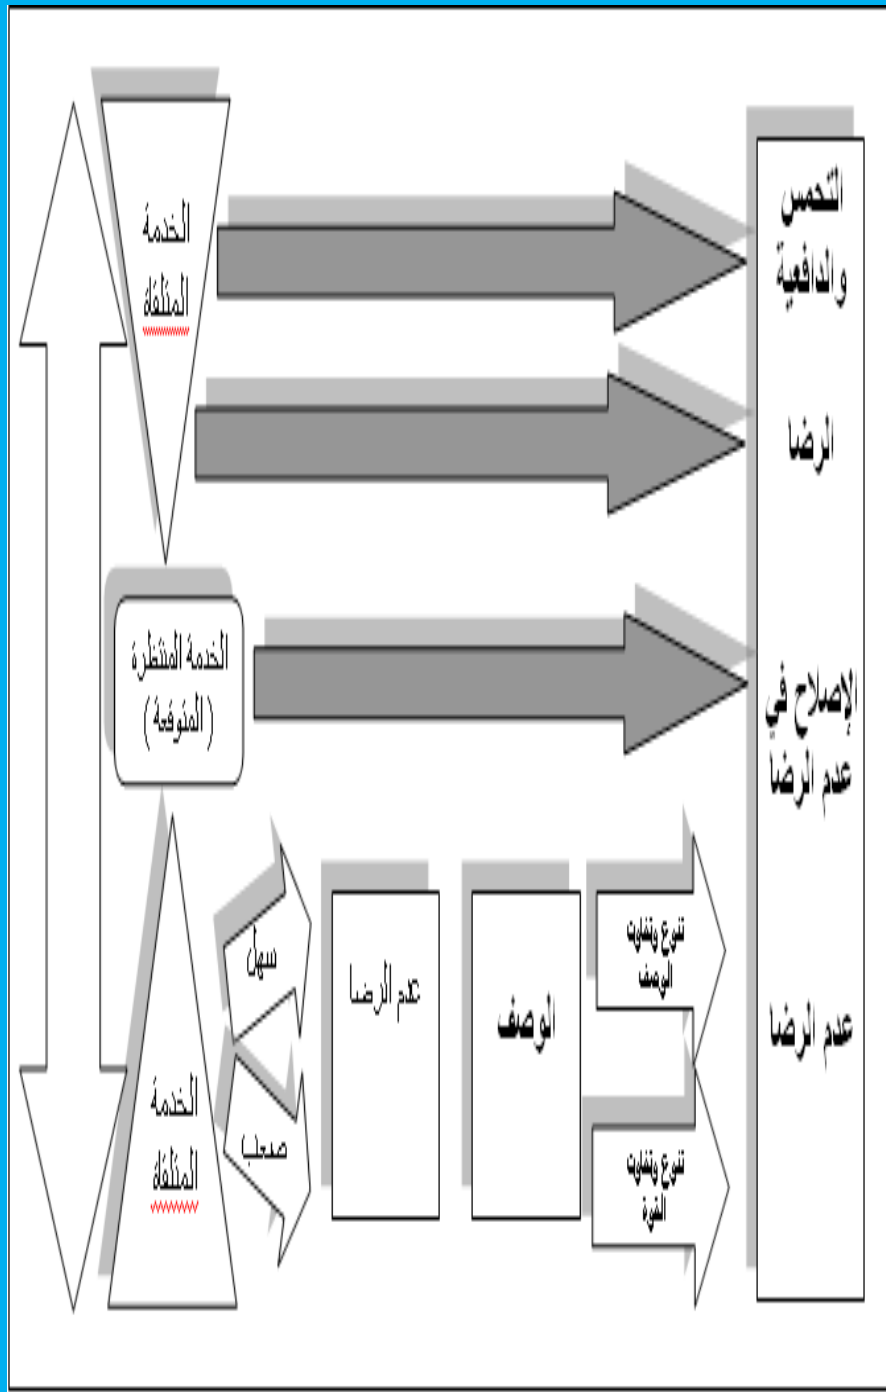 الخدمة
المتلقاة
التحمس
والدافعية
الرضا
الخدمة المنتظرة
(المتوقعة)
الإصلاح في
عدم الرضا
سهل
صعب
عدم الرضا
الوصف
تنوع وتفاوت
الوصف
تنوع وتفاوت
القوة
عدم الرضا
الخدمة
المتلقاة